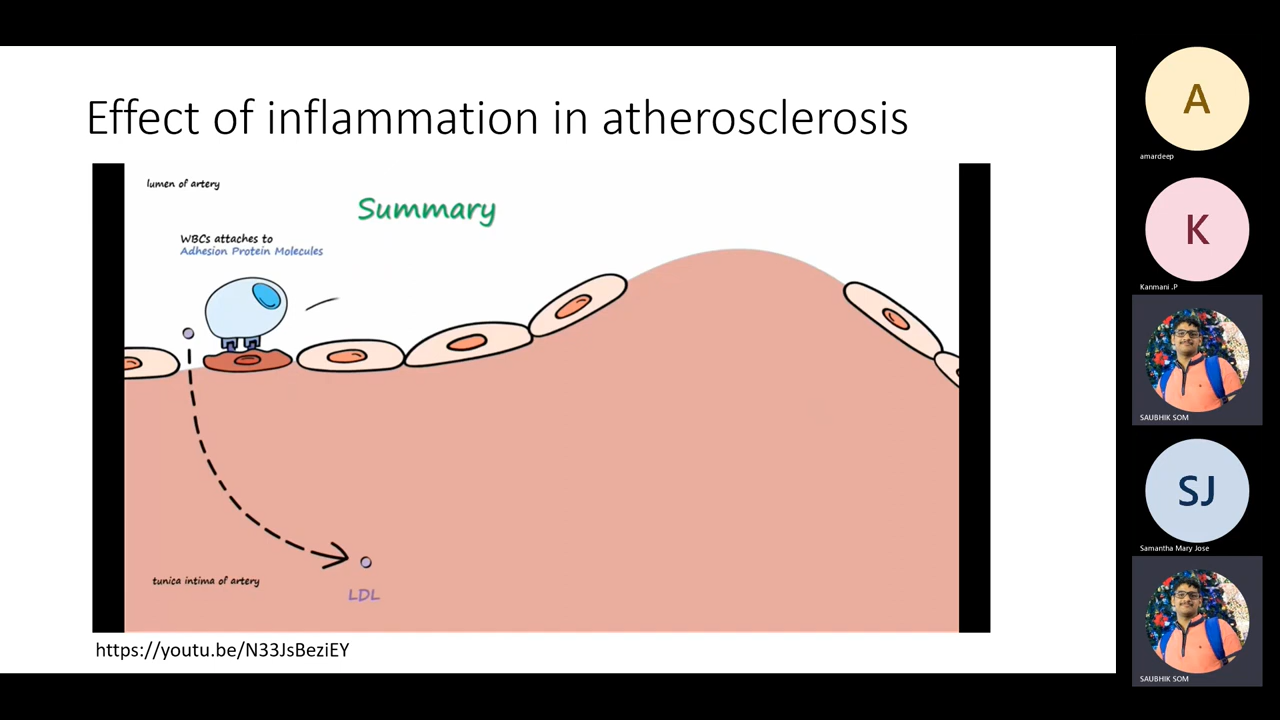 Effect of inflammation in atherosclerosis
lumen of artery
Summary
WBCs attaches to
Adhesion Protein Molecules
tunica intima of artery
LDL
https://youtu.be/N33JsBeziEY
A
amardeep
K
Kanmani .P
SAUBHIK SOM
SJ
Samantha Mary Jose
SAUBHIK SOM